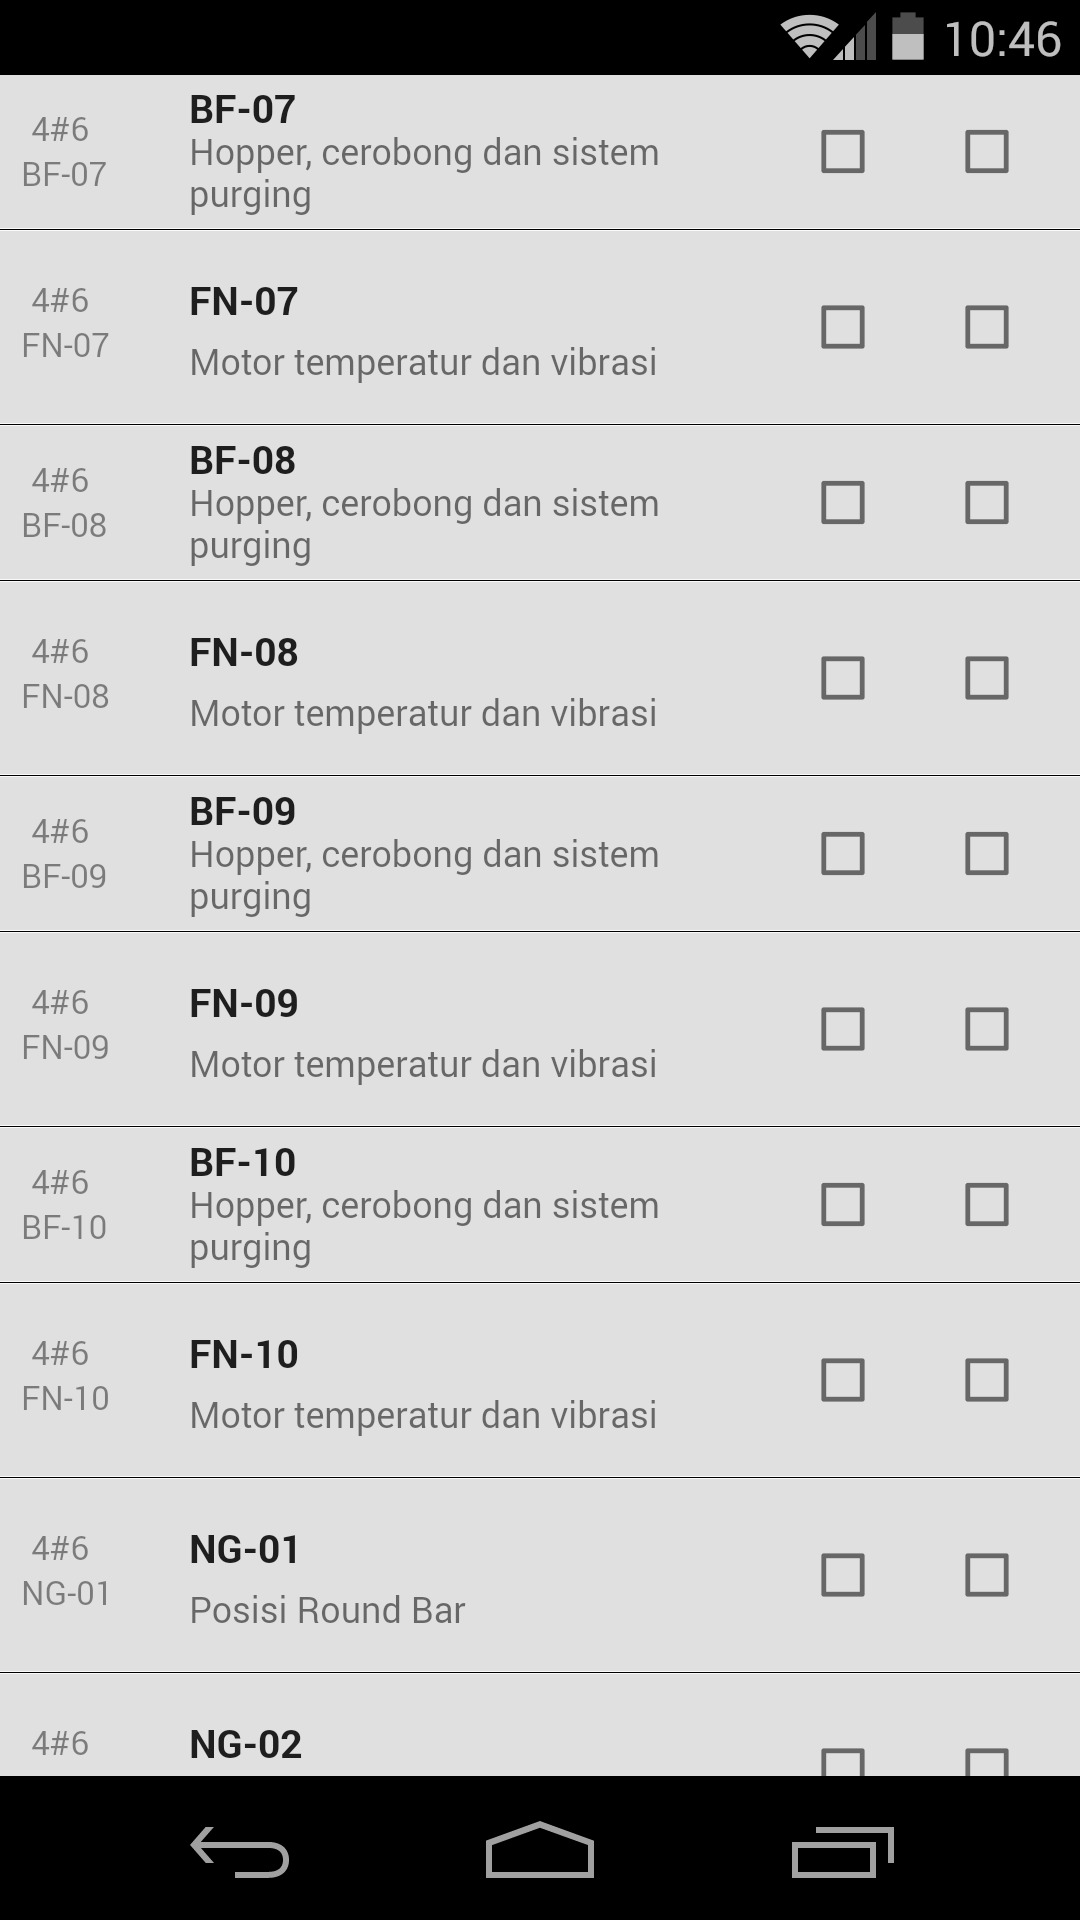 10:46
4#6
BF-07
BF-07
Hopper, cerobong dan sistem
purging
4#6
FN-07
FN-07
Motor temperatur dan vibrasi
4#6
BF-08
BF-08
Hopper, cerobong dan sistem
purging
4#6
FN-08
FN-08
Motor temperatur dan vibrasi
4#6
BF-09
BF-09
Hopper, cerobong dan sistem
purging
4#6
FN-09
FN-09
Motor temperatur dan vibrasi
4#6
BF-10
BF-10
Hopper, cerobong dan sistem
purging
4#6
FN-10
FN-10
Motor temperatur dan vibrasi
4#6
NG-01
NG-01
Posisi Round Bar
4#6
NG-02